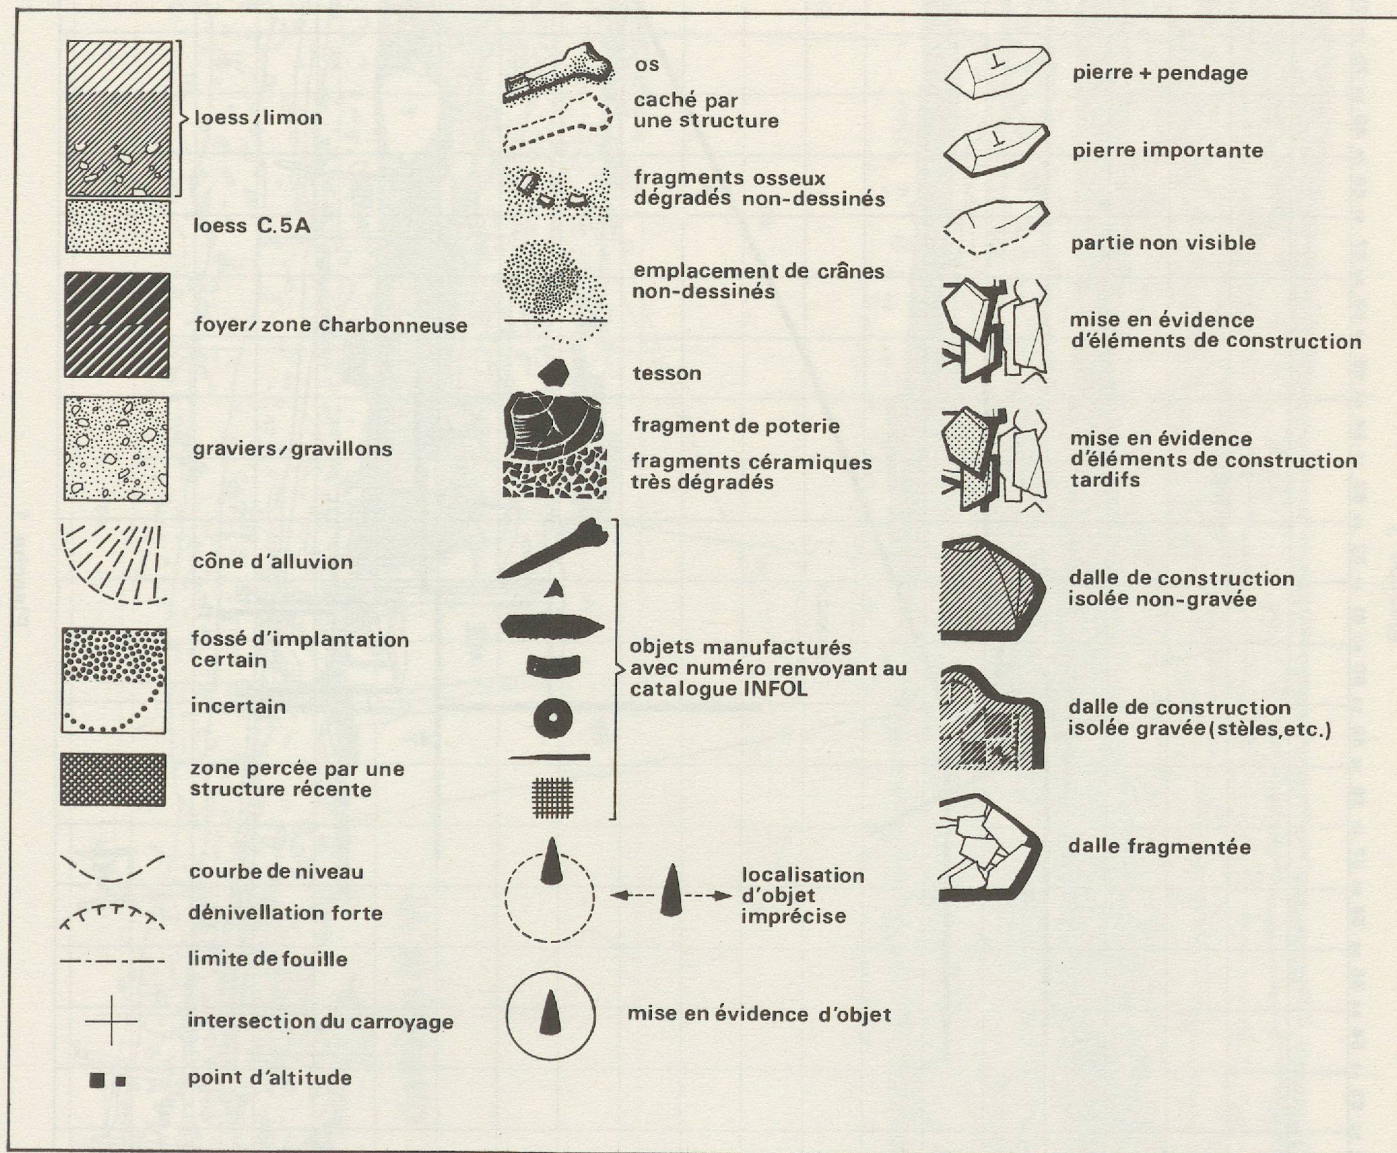 loess/limon
loess C.5A
foyer/zone charbonneuse
graviers/gravillons
cône d'alluvion
fossé d'implantation
certain
incertain
zone percée par une
structure récente
courbe de niveau
dénivellation forte
limite de fouille
intersection du carroyage
point d'altitude
os
caché par
une structure
fragments osseux
dégradés non-dessinés
emplacement de crânes
non-dessinés
tesson
fragment de poterie
fragments céramiques
très dégradés
objets manufacturés
avec numéro renvoyant au
catalogue INFOL
localisation
d'objet
imprécise
mise en évidence d'objet
pierre + pendage
pierre importante
partie non visible
mise en évidence
d'éléments de construction
mise en évidence
d'éléments de construction
tardifs
dalle de construction
isolée non-gravée
dalle de construction
isolée gravée (stèles,etc.)
dalle fragmentée